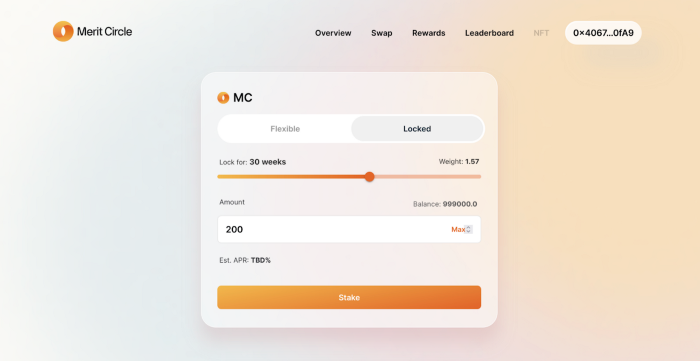 Merit Circle
Overview Swap Rewards Leaderboard NFT 0×4067...0fA9
MC
Flexible Locked
Lock for: 30 weeks Weight: 1.57
Amount Balance: 999000.0
200 Max
Est. APR: TBD%
Stake